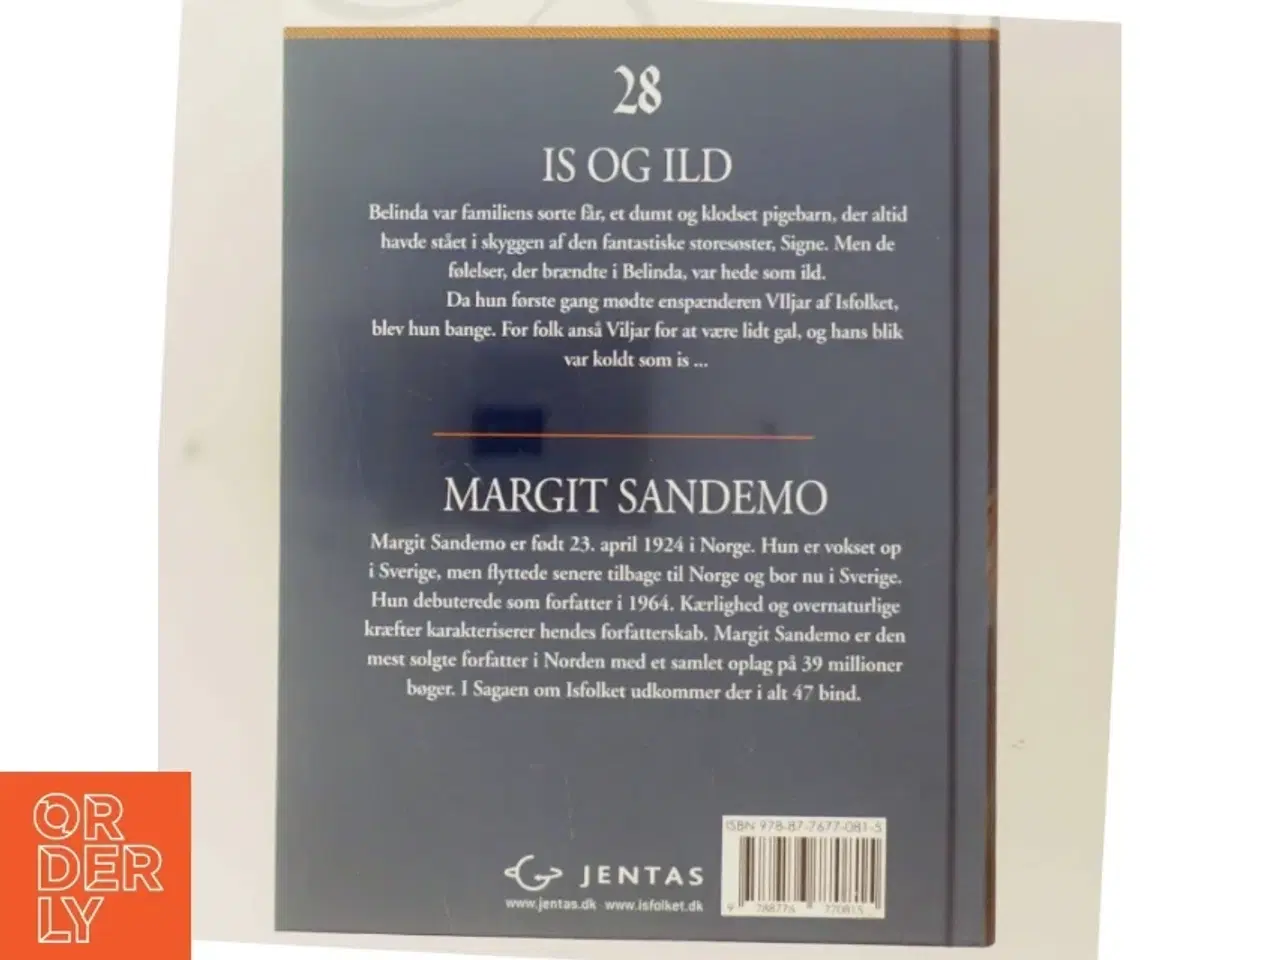 28
IS OG ILD
Belinda var familiens sorte får, et dumt og klodset pigebarn, der altid
havde stået i skyggen af den fantastiske storesøster, Signe. Men de
følelser, der brændte i Belinda, var hede som ild.
Da hun første gang mødte enspænderen VIljar af Isfolket,
blev hun bange. For folk anså Viljar for at være lidt gal, og hans blik
var koldt som is ...
MARGIT SANDEMO
Margit Sandemo er født 23. april 1924 i Norge. Hun er vokset op
i Sverige, men flyttede senere tilbage til Norge og bor nu i Sverige.
Hun debuterede som forfatter i 1964. Kærlighed og overnaturlige
kræfter karakteriserer hendes forfatterskab. Margit Sandemo er den
mest solgte forfatter i Norden med et samlet oplag på 39 millioner
bøger. I Sagaen om Isfolket udkommer der i alt 47 bind.
ISBN 978-87-7677-081-5
JENTAS
www.jentas.dk www.isfolket.dk
9 788776 770815
OR
DER
LY